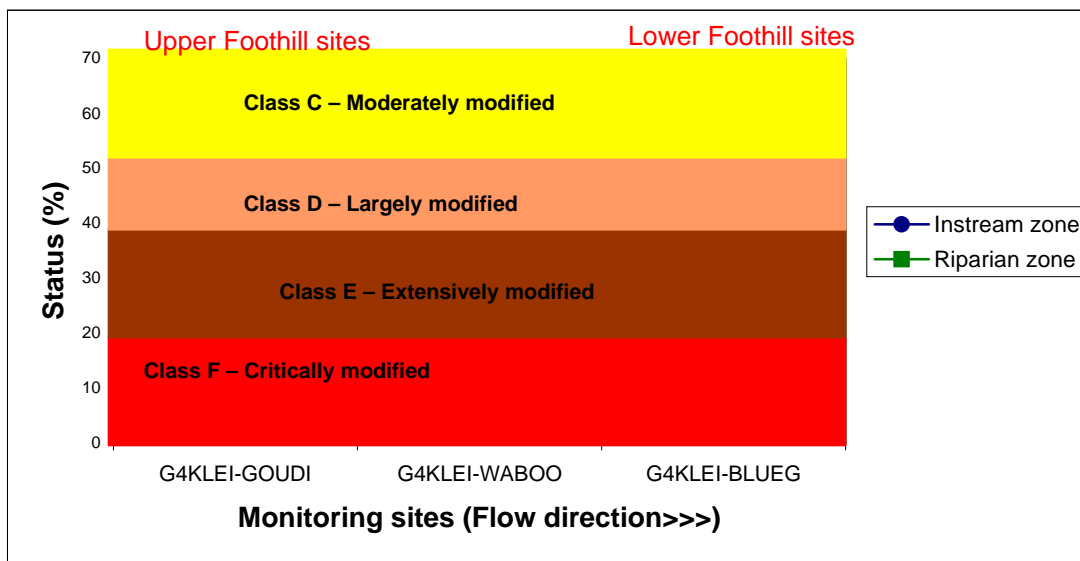 Upper Foothill sites
Lower Foothill sites
70
60
50
40
30
20
10
0
Status (%)
Class C – Moderately modified
Class D – Largely modified
Class E – Extensively modified
Class F – Critically modified
Instream zone
Riparian zone
G4KLEI-GOUDI G4KLEI-WABOO G4KLEI-BLUEG
Monitoring sites (Flow direction>>>)